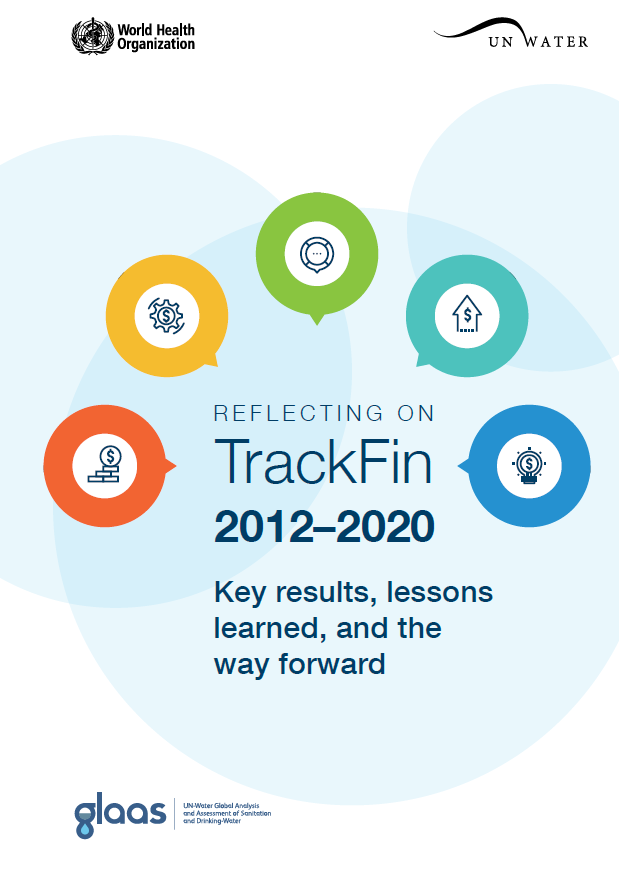 World Health
Organization
UN WATER
REFLECTING ON
TrackFin
2012–2020
Key results, lessons
learned, and the
way forward
glaas
UN-Water Global Analysis
and Assessment of Sanitation
and Drinking-Water